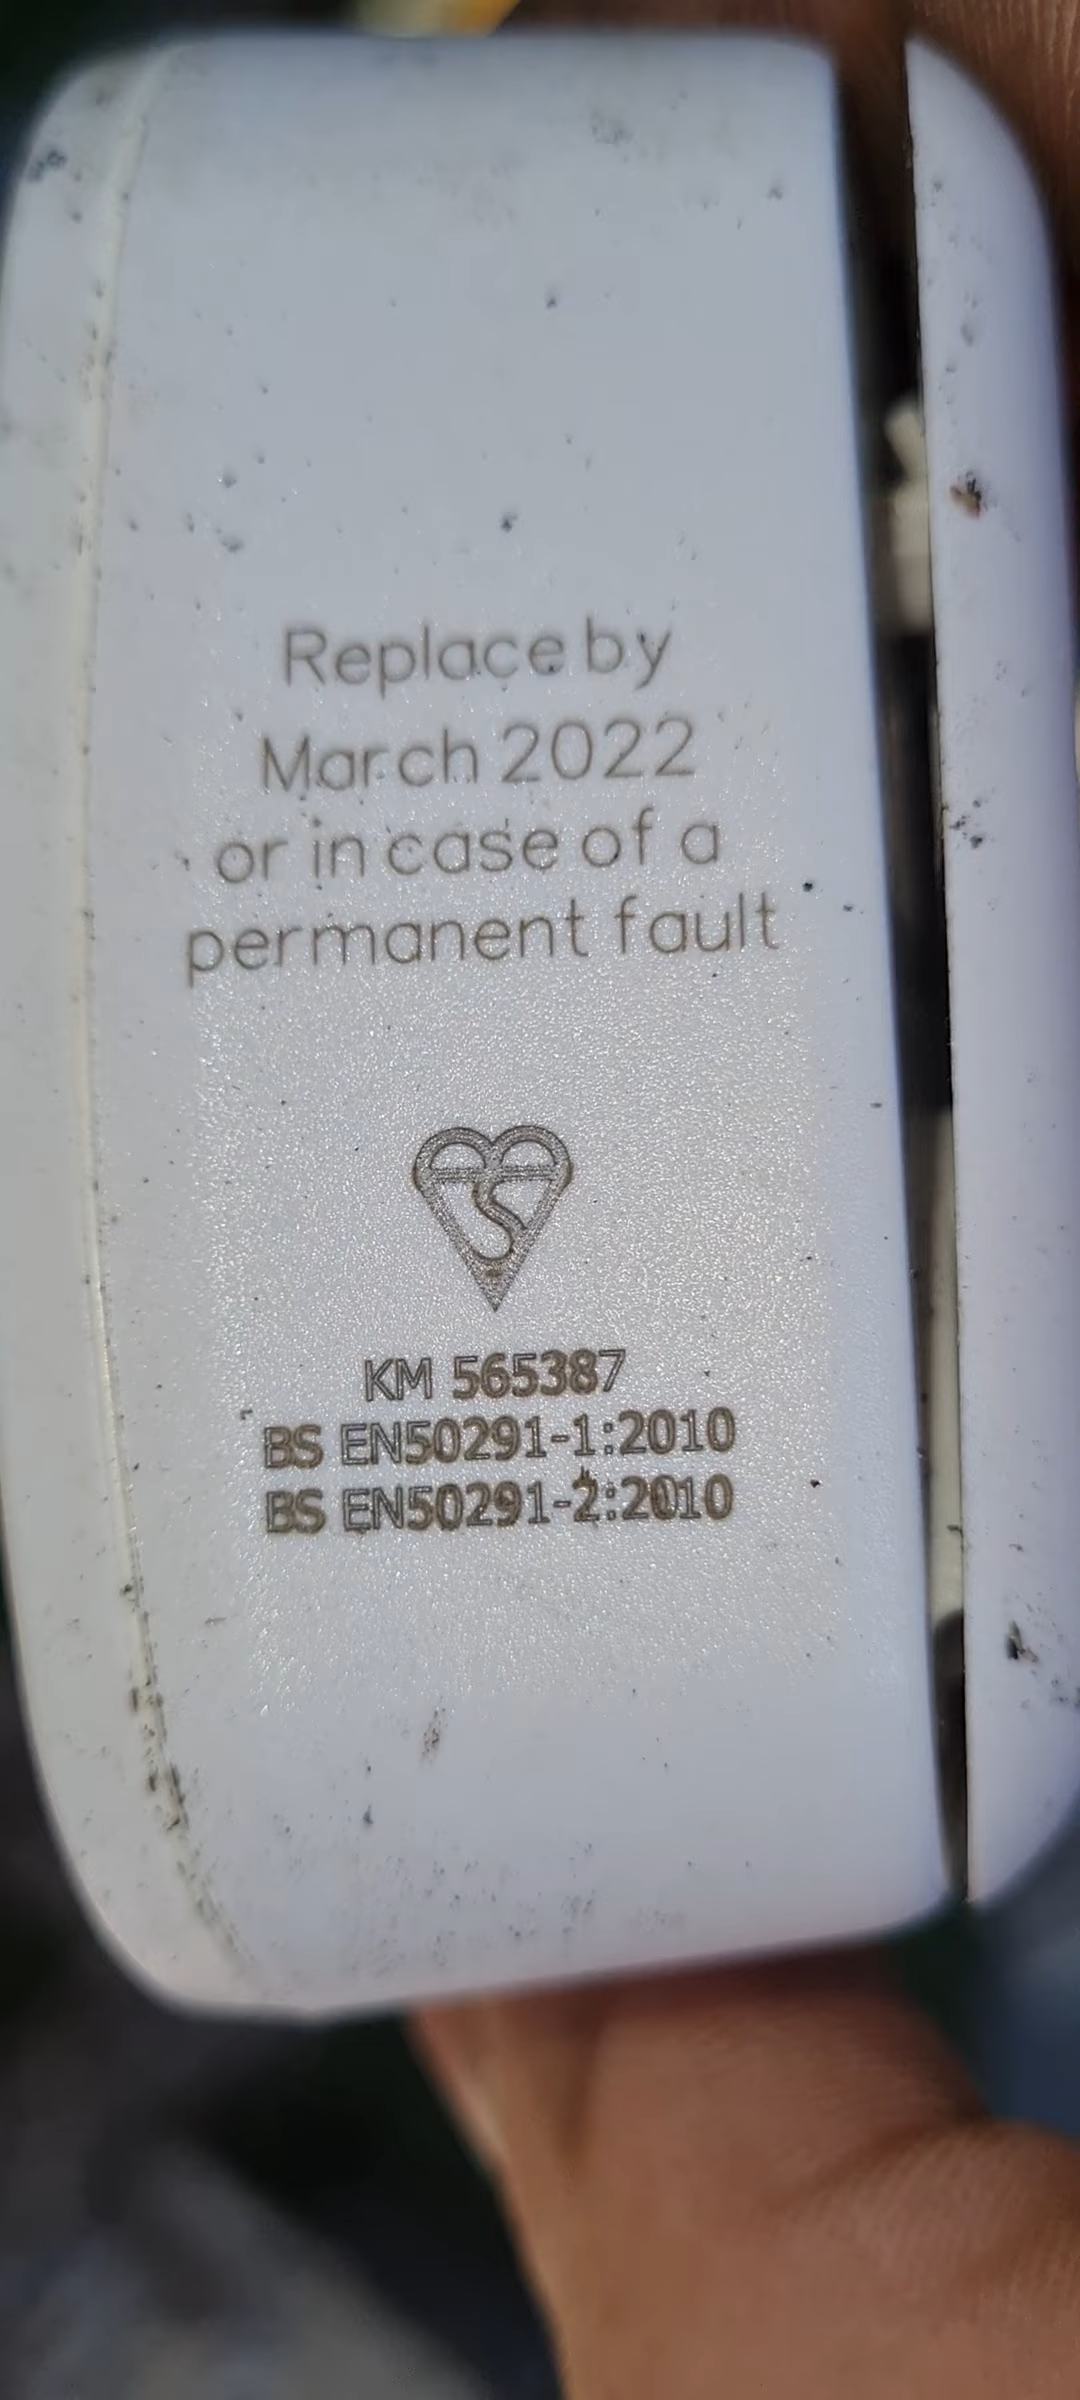 Replace by
March 2022
or in case of a
permanent fault
KM 565387
BS EN50291-1:2010
BS EN50291-2:2010